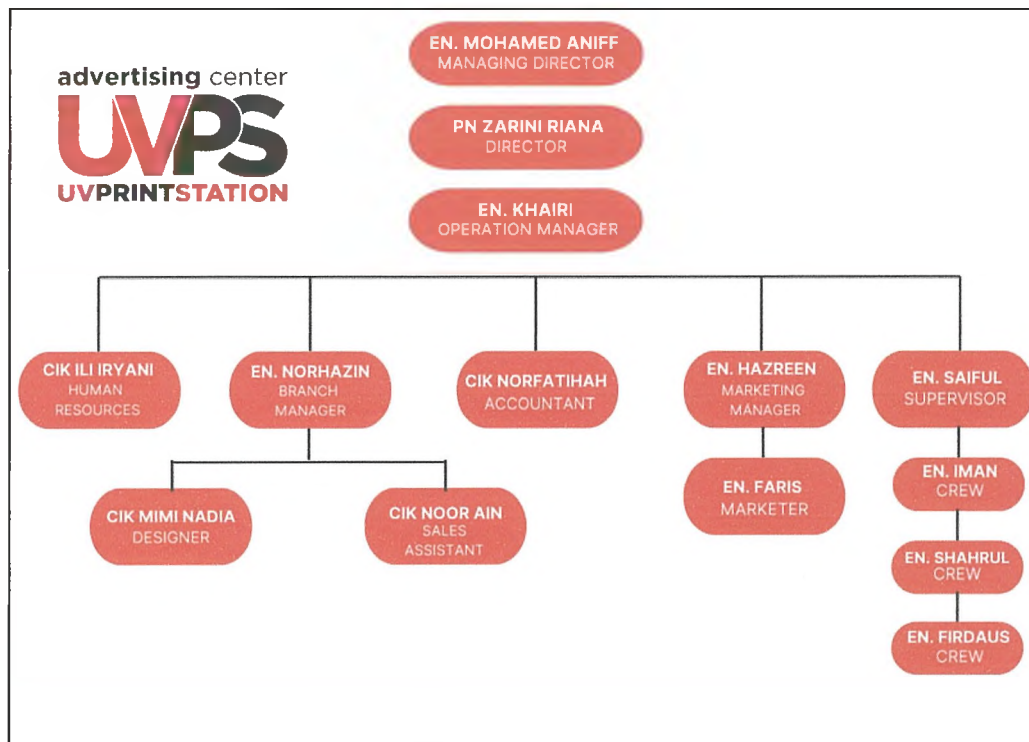 advertising center
UVPS
UVPRINTSTATION
EN. MOHAMED ANIFF
MANAGING DIRECTOR
PN ZARINI RIANA
DIRECTOR
EN. KHAIRI
OPERATION MANAGER
CIK ILI IRYANI
HUMAN
RESOURCES
EN. NORHAZIN
BRANCH
MANAGER
CIK NORFATIHAH
ACCOUNTANT
EN. HAZREEN
MARKETING
MANAGER
EN. SAIFUL
SUPERVISOR
CIK MIMI NADIA
DESIGNER
CIK NOOR AIN
SALES
ASSISTANT
EN. FARIS
MARKETER
EN. IMAN
CREW
EN. SHAHRUL
CREW
EN. FIRDAUS
CREW